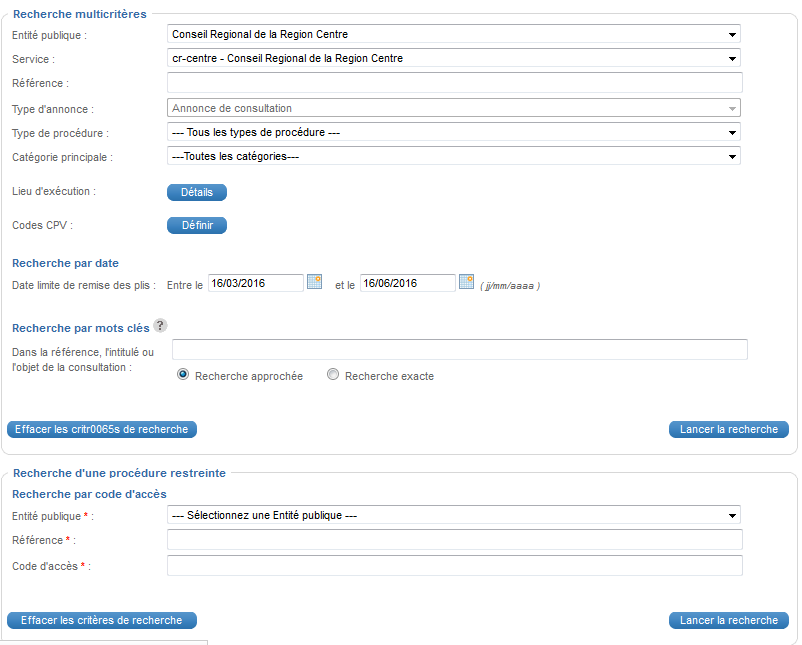 Recherche multicritères
Entité publique : Conseil Regional de la Region Centre
Service : cr-centre - Conseil Regional de la Region Centre
Référence :
Type d'annonce : Annonce de consultation
Type de procédure : --- Tous les types de procédure ---
Catégorie principale : ---Toutes les catégories---
Lieu d'exécution : Détails
Codes CPV : Définir
Recherche par date
Date limite de remise des plis : Entre le 16/03/2016 et le 16/06/2016 ( jj/mm/aaaa )
Recherche par mots clés ?
Dans la référence, l'intitulé ou
l'objet de la consultation :
Recherche approchée Recherche exacte
Effacer les critr0065s de recherche Lancer la recherche
Recherche d'une procédure restreinte
Recherche par code d'accès
Entité publique * : --- Sélectionnez une Entité publique ---
Référence * :
Code d'accès * :
Effacer les critères de recherche Lancer la recherche